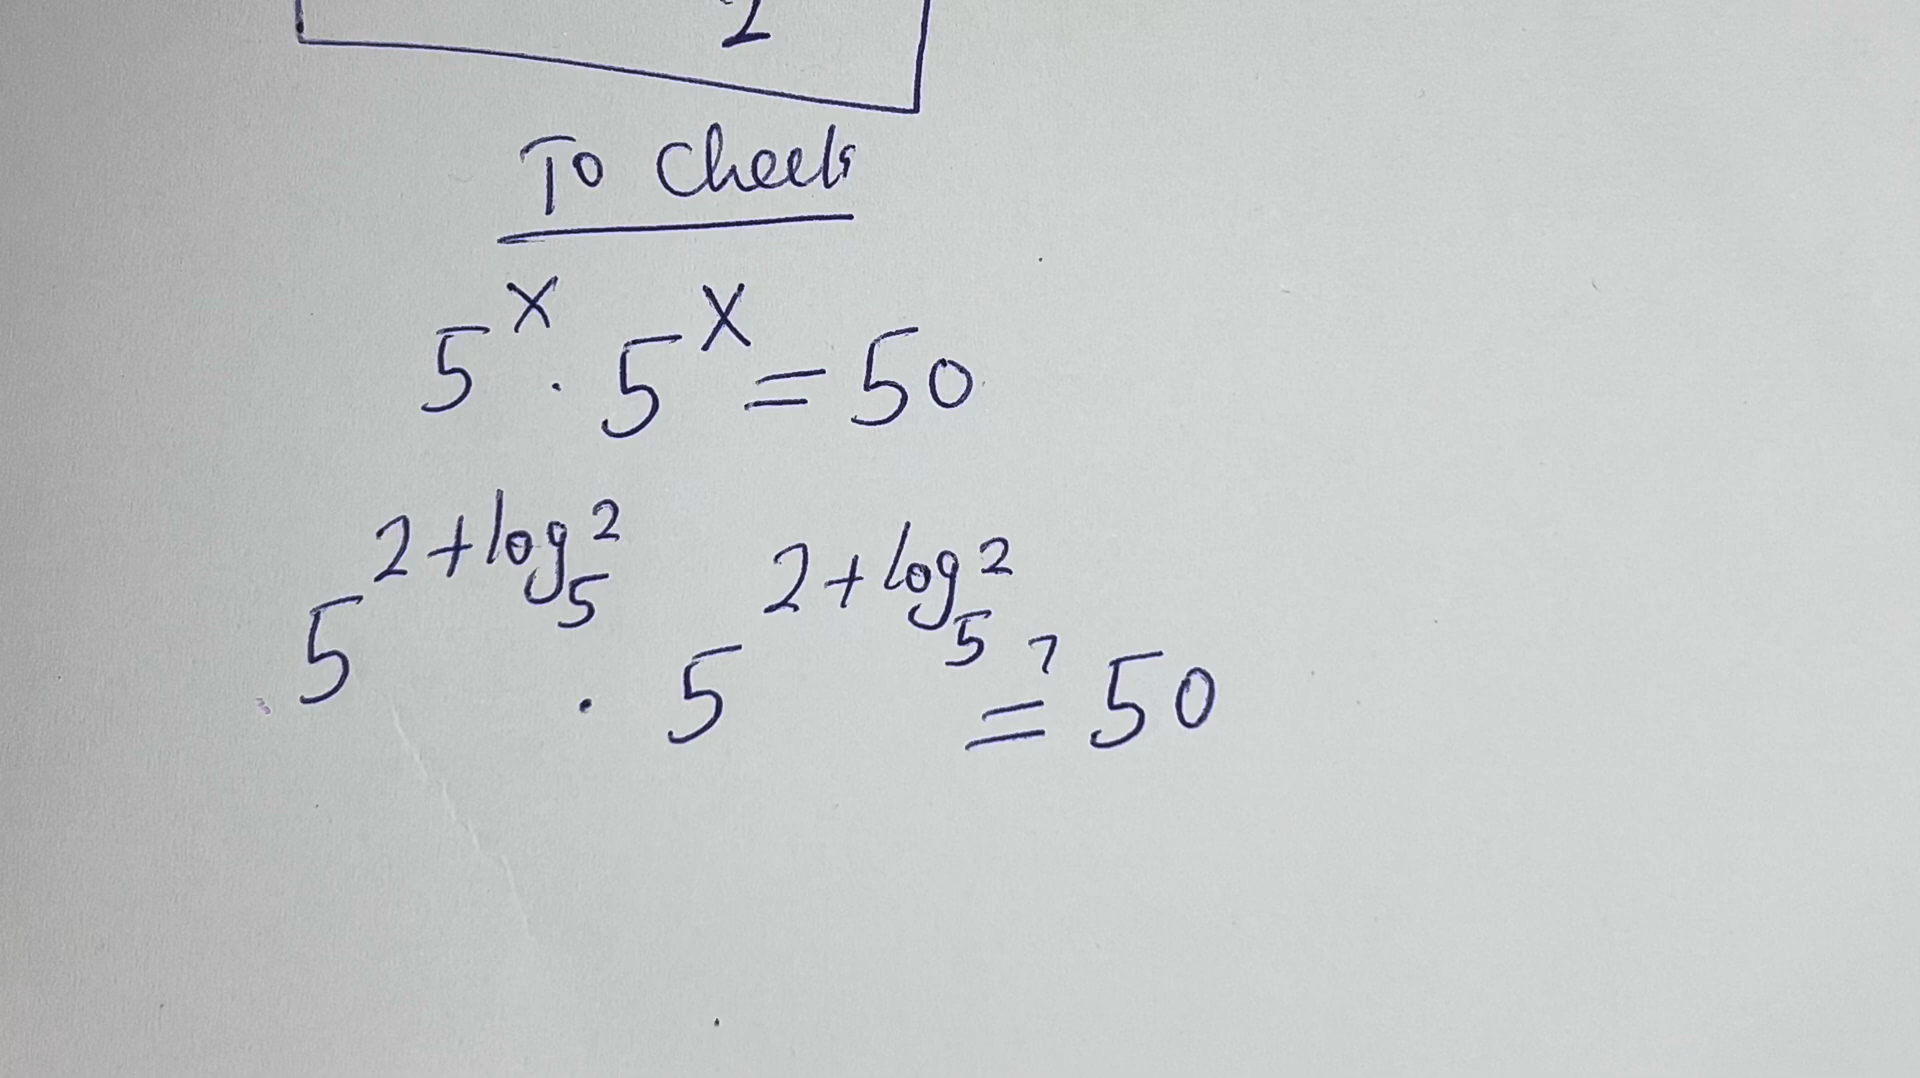 2
To Check
5^x · 5^x = 50
5^(2+log_5 2) · 5^(2+log_5 2) ≟ 50